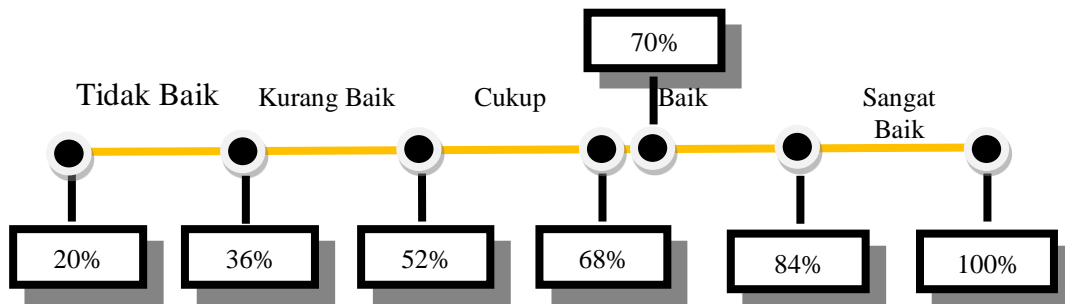 70%
Tidak Baik
Kurang Baik
Cukup
Baik
Sangat
Baik
20%
36%
52%
68%
84%
100%